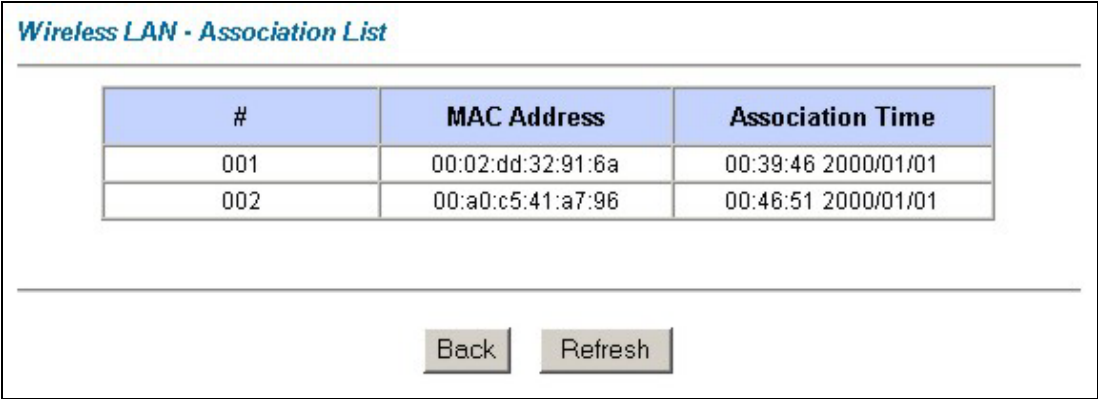 Wireless LAN - Association List
# MAC Address Association Time
001 00:02:dd:32:91:6a 00:39:46 2000/01/01
002 00:a0:c5:41:a7:96 00:46:51 2000/01/01
Back Refresh